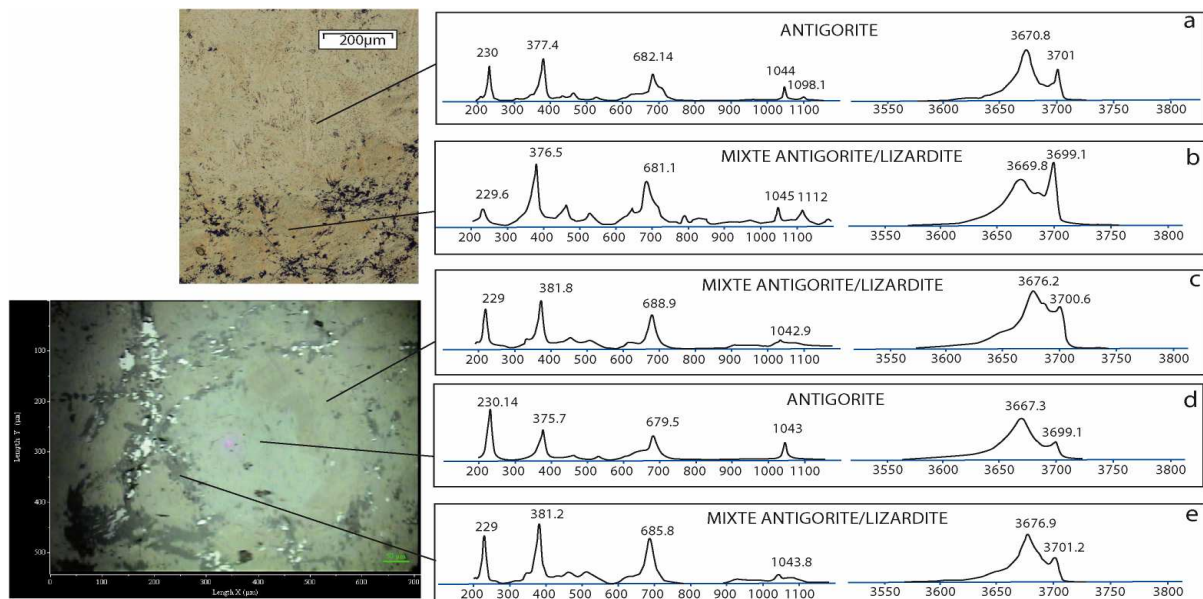 200µm
a
ANTIGORITE
230
377.4
682.14
1044
1098.1
3670.8
3701
200 300 400 500 600 700 800 900 1000 1100
3550 3600 3650 3700 3750 3800
b
MIXTE ANTIGORITE/LIZARDITE
229.6
376.5
681.1
1045
1112
3669.8
3699.1
200 300 400 500 600 700 800 900 1000 1100
3550 3600 3650 3700 3750 3800
c
MIXTE ANTIGORITE/LIZARDITE
229
381.8
688.9
1042.9
3676.2
3700.6
200 300 400 500 600 700 800 900 1000 1100
3550 3600 3650 3700 3750 3800
d
ANTIGORITE
230.14
375.7
679.5
1043
3667.3
3699.1
200 300 400 500 600 700 800 900 1000 1100
3550 3600 3650 3700 3750 3800
e
MIXTE ANTIGORITE/LIZARDITE
229
381.2
685.8
1043.8
3676.9
3701.2
200 300 400 500 600 700 800 900 1000 1100
3550 3600 3650 3700 3750 3800
Length Y (µm)
100
200
300
400
500
0 100 200 300 400 500 600 700
Length X (µm)